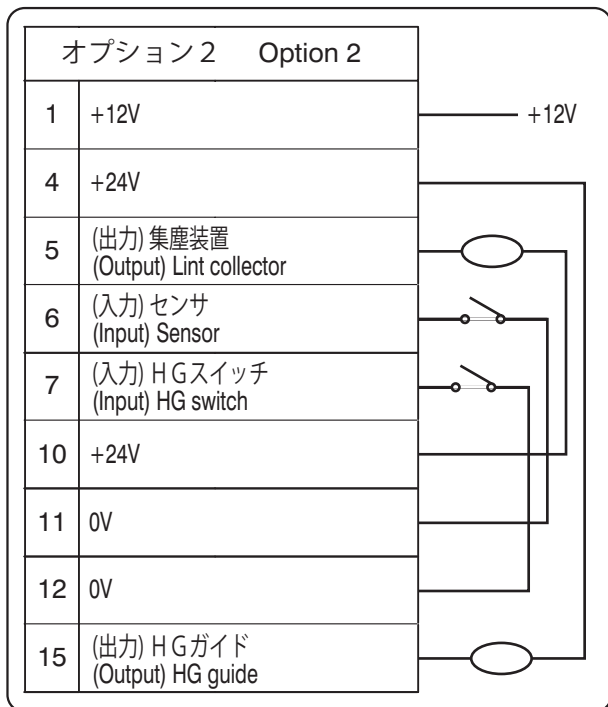 オプション２ Option 2
1 +12V +12V
4 +24V
5 (出力) 集塵装置
(Output) Lint collector
6 (入力) センサ
(Input) Sensor
7 (入力) ＨＧスイッチ
(Input) HG switch
10 +24V
11 0V
12 0V
15 (出力) ＨＧガイド
(Output) HG guide